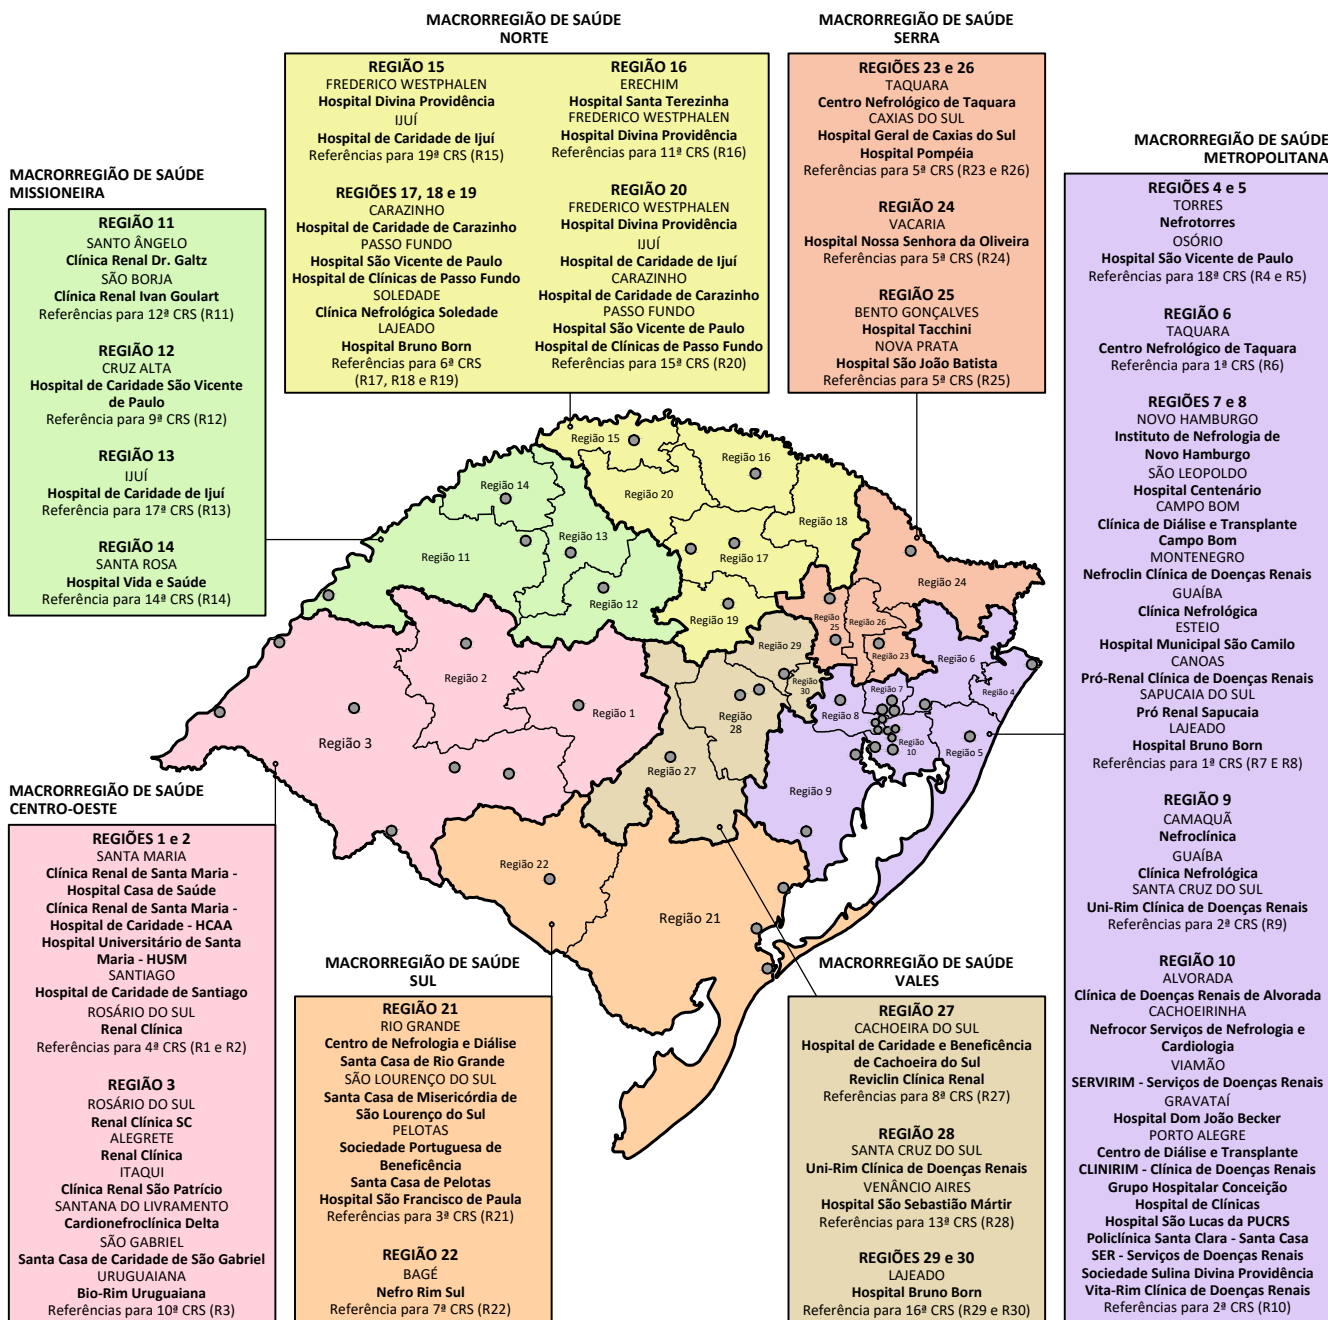 MACRORREGIÃO DE SAÚDE
NORTE
REGIÃO 15
FREDERICO WESTPHALEN
Hospital Divina Providência
IJUÍ
Hospital de Caridade de Ijuí
Referências para 19ª CRS (R15)
REGIÕES 17, 18 e 19
CARAZINHO
Hospital de Caridade de Carazinho
PASSO FUNDO
Hospital São Vicente de Paulo
Hospital de Clínicas de Passo Fundo
SOLEDADE
Clínica Nefrológica Soledade
LAJEADO
Hospital Bruno Born
Referências para 6ª CRS
(R17, R18 e R19)
REGIÃO 16
ERECHIM
Hospital Santa Terezinha
FREDERICO WESTPHALEN
Hospital Divina Providência
Referências para 11ª CRS (R16)
REGIÃO 20
FREDERICO WESTPHALEN
Hospital Divina Providência
IJUÍ
Hospital de Caridade de Ijuí
CARAZINHO
Hospital de Caridade de Carazinho
PASSO FUNDO
Hospital São Vicente de Paulo
Hospital de Clínicas de Passo Fundo
Referências para 15ª CRS (R20)
MACRORREGIÃO DE SAÚDE
SERRA
REGIÕES 23 e 26
TAQUARA
Centro Nefrológico de Taquara
CAXIAS DO SUL
Hospital Geral de Caxias do Sul
Hospital Pompéia
Referências para 5ª CRS (R23 e R26)
REGIÃO 24
VACARIA
Hospital Nossa Senhora da Oliveira
Referências para 5ª CRS (R24)
REGIÃO 25
BENTO GONÇALVES
Hospital Tacchini
NOVA PRATA
Hospital São João Batista
Referências para 5ª CRS (R25)
MACRORREGIÃO DE SAÚDE
METROPOLITANA
REGIÕES 4 e 5
TORRES
Nefrotorres
OSÓRIO
Hospital São Vicente de Paulo
Referências para 18ª CRS (R4 e R5)
REGIÃO 6
TAQUARA
Centro Nefrológico de Taquara
Referência para 1ª CRS (R6)
REGIÕES 7 e 8
NOVO HAMBURGO
Instituto de Nefrologia de
Novo Hamburgo
SÃO LEOPOLDO
Hospital Centenário
CAMPO BOM
Clínica de Diálise e Transplante
Campo Bom
MONTENEGRO
Nefroclin Clínica de Doenças Renais
GUAÍBA
Clínica Nefrológica
ESTEIO
Hospital Municipal São Camilo
CANOAS
Pró-Renal Clínica de Doenças Renais
SAPUCAIA DO SUL
Pró Renal Sapucaia
LAJEADO
Hospital Bruno Born
Referências para 1ª CRS (R7 E R8)
REGIÃO 9
CAMAQUÃ
Nefroclínica
GUAÍBA
Clínica Nefrológica
SANTA CRUZ DO SUL
Uni-Rim Clínica de Doenças Renais
Referências para 2ª CRS (R9)
REGIÃO 10
ALVORADA
Clínica de Doenças Renais de Alvorada
CACHOEIRINHA
Nefrocor Serviços de Nefrologia e
Cardiologia
VIAMÃO
SERVIRIM - Serviços de Doenças Renais
GRAVATAÍ
Hospital Dom João Becker
PORTO ALEGRE
Centro de Diálise e Transplante
CLINIRIM - Clínica de Doenças Renais
Grupo Hospitalar Conceição
Hospital de Clínicas
Hospital São Lucas da PUCRS
Policlínica Santa Clara - Santa Casa
SER - Serviços de Doenças Renais
Sociedade Sulina Divina Providência
Vita-Rim Clínica de Doenças Renais
Referências para 2ª CRS (R10)
MACRORREGIÃO DE SAÚDE
MISSIONEIRA
REGIÃO 11
SANTO ÂNGELO
Clínica Renal Dr. Galtz
SÃO BORJA
Clínica Renal Ivan Goulart
Referências para 12ª CRS (R11)
REGIÃO 12
CRUZ ALTA
Hospital de Caridade São Vicente
de Paulo
Referência para 9ª CRS (R12)
REGIÃO 13
IJUÍ
Hospital de Caridade de Ijuí
Referência para 17ª CRS (R13)
REGIÃO 14
SANTA ROSA
Hospital Vida e Saúde
Referência para 14ª CRS (R14)
Região 15
Região 16
Região 14
Região 20
Região 18
Região 13
Região 11
Região 17
Região 24
Região 12
Região 19
Região
25
Região 26
Região 29
Região 23
Região 6
Região 2
Região
30
Região 7
Região 4
Região 1
Região 8
Região
28
Região 3
Região
10
Região 5
Região 27
Região 9
Região 22
Região 21
MACRORREGIÃO DE SAÚDE
CENTRO-OESTE
REGIÕES 1 e 2
SANTA MARIA
Clínica Renal de Santa Maria -
Hospital Casa de Saúde
Clínica Renal de Santa Maria -
Hospital de Caridade - HCAA
Hospital Universitário de Santa
Maria - HUSM
SANTIAGO
Hospital de Caridade de Santiago
ROSÁRIO DO SUL
Renal Clínica
Referências para 4ª CRS (R1 e R2)
REGIÃO 3
ROSÁRIO DO SUL
Renal Clínica SC
ALEGRETE
Renal Clínica
ITAQUI
Clínica Renal São Patrício
SANTANA DO LIVRAMENTO
Cardionefroclínica Delta
SÃO GABRIEL
Santa Casa de Caridade de São Gabriel
URUGUAIANA
Bio-Rim Uruguaiana
Referências para 10ª CRS (R3)
MACRORREGIÃO DE SAÚDE
SUL
REGIÃO 21
RIO GRANDE
Centro de Nefrologia e Diálise
Santa Casa de Rio Grande
SÃO LOURENÇO DO SUL
Santa Casa de Misericórdia de
São Lourenço do Sul
PELOTAS
Sociedade Portuguesa de
Beneficência
Santa Casa de Pelotas
Hospital São Francisco de Paula
Referências para 3ª CRS (R21)
REGIÃO 22
BAGÉ
Nefro Rim Sul
Referência para 7ª CRS (R22)
MACRORREGIÃO DE SAÚDE
VALES
REGIÃO 27
CACHOEIRA DO SUL
Hospital de Caridade e Beneficência
de Cachoeira do Sul
Reviclin Clínica Renal
Referências para 8ª CRS (R27)
REGIÃO 28
SANTA CRUZ DO SUL
Uni-Rim Clínica de Doenças Renais
VENÂNCIO AIRES
Hospital São Sebastião Mártir
Referências para 13ª CRS (R28)
REGIÕES 29 e 30
LAJEADO
Hospital Bruno Born
Referência para 16ª CRS (R29 e R30)